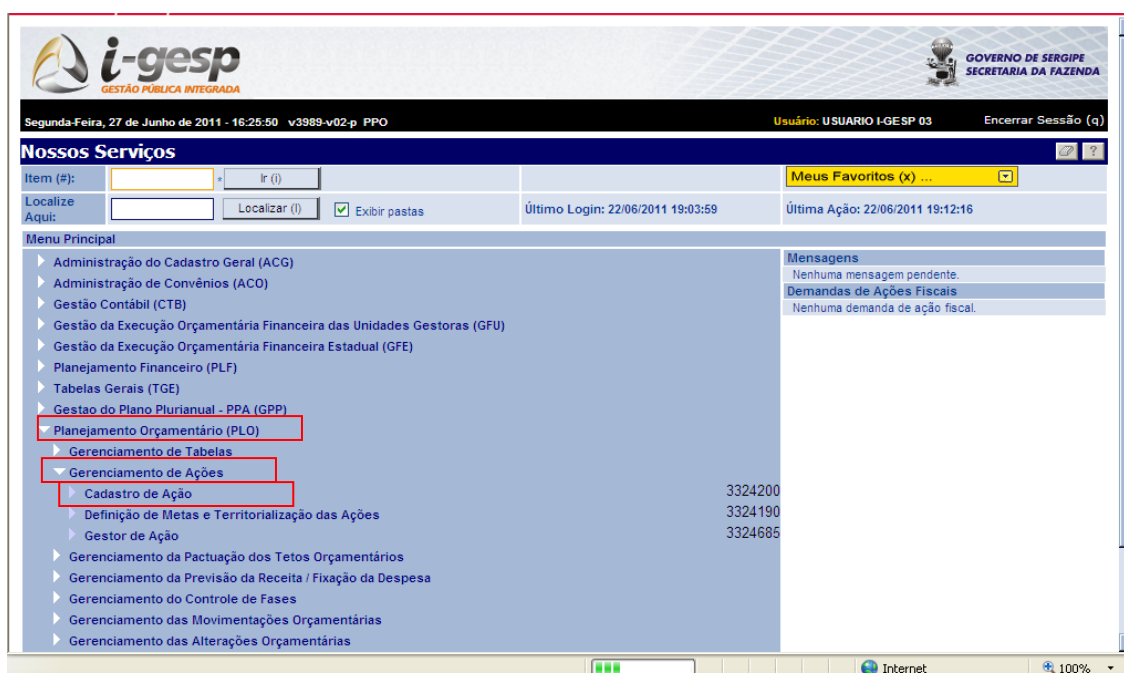 i-gesp
GESTÃO PÚBLICA INTEGRADA
GOVERNO DE SERGIPE
SECRETARIA DA FAZENDA
Segunda-Feira, 27 de Junho de 2011 - 16:25:50 v3989-v02-p PPO Usuário: USUARIO I-GESP 03 Encerrar Sessão (q)
Nossos Serviços ?
Item (#): * Ir (i) Meus Favoritos (x) ...
Localize Aqui: Localizar (l) Exibir pastas Último Login: 22/06/2011 19:03:59 Última Ação: 22/06/2011 19:12:16
Menu Principal
Administração do Cadastro Geral (ACG)
Administração de Convênios (ACO)
Gestão Contábil (CTB)
Gestão da Execução Orçamentária Financeira das Unidades Gestoras (GFU)
Gestão da Execução Orçamentária Financeira Estadual (GFE)
Planejamento Financeiro (PLF)
Tabelas Gerais (TGE)
Gestao do Plano Plurianual - PPA (GPP)
Planejamento Orçamentário (PLO)
Gerenciamento de Tabelas
Gerenciamento de Ações
Cadastro de Ação 3324200
Definição de Metas e Territorialização das Ações 3324190
Gestor de Ação 3324685
Gerenciamento da Pactuação dos Tetos Orçamentários
Gerenciamento da Previsão da Receita / Fixação da Despesa
Gerenciamento do Controle de Fases
Gerenciamento das Movimentações Orçamentárias
Gerenciamento das Alterações Orçamentárias
Mensagens
Nenhuma mensagem pendente.
Demandas de Ações Fiscais
Nenhuma demanda de ação fiscal.
Internet 100%